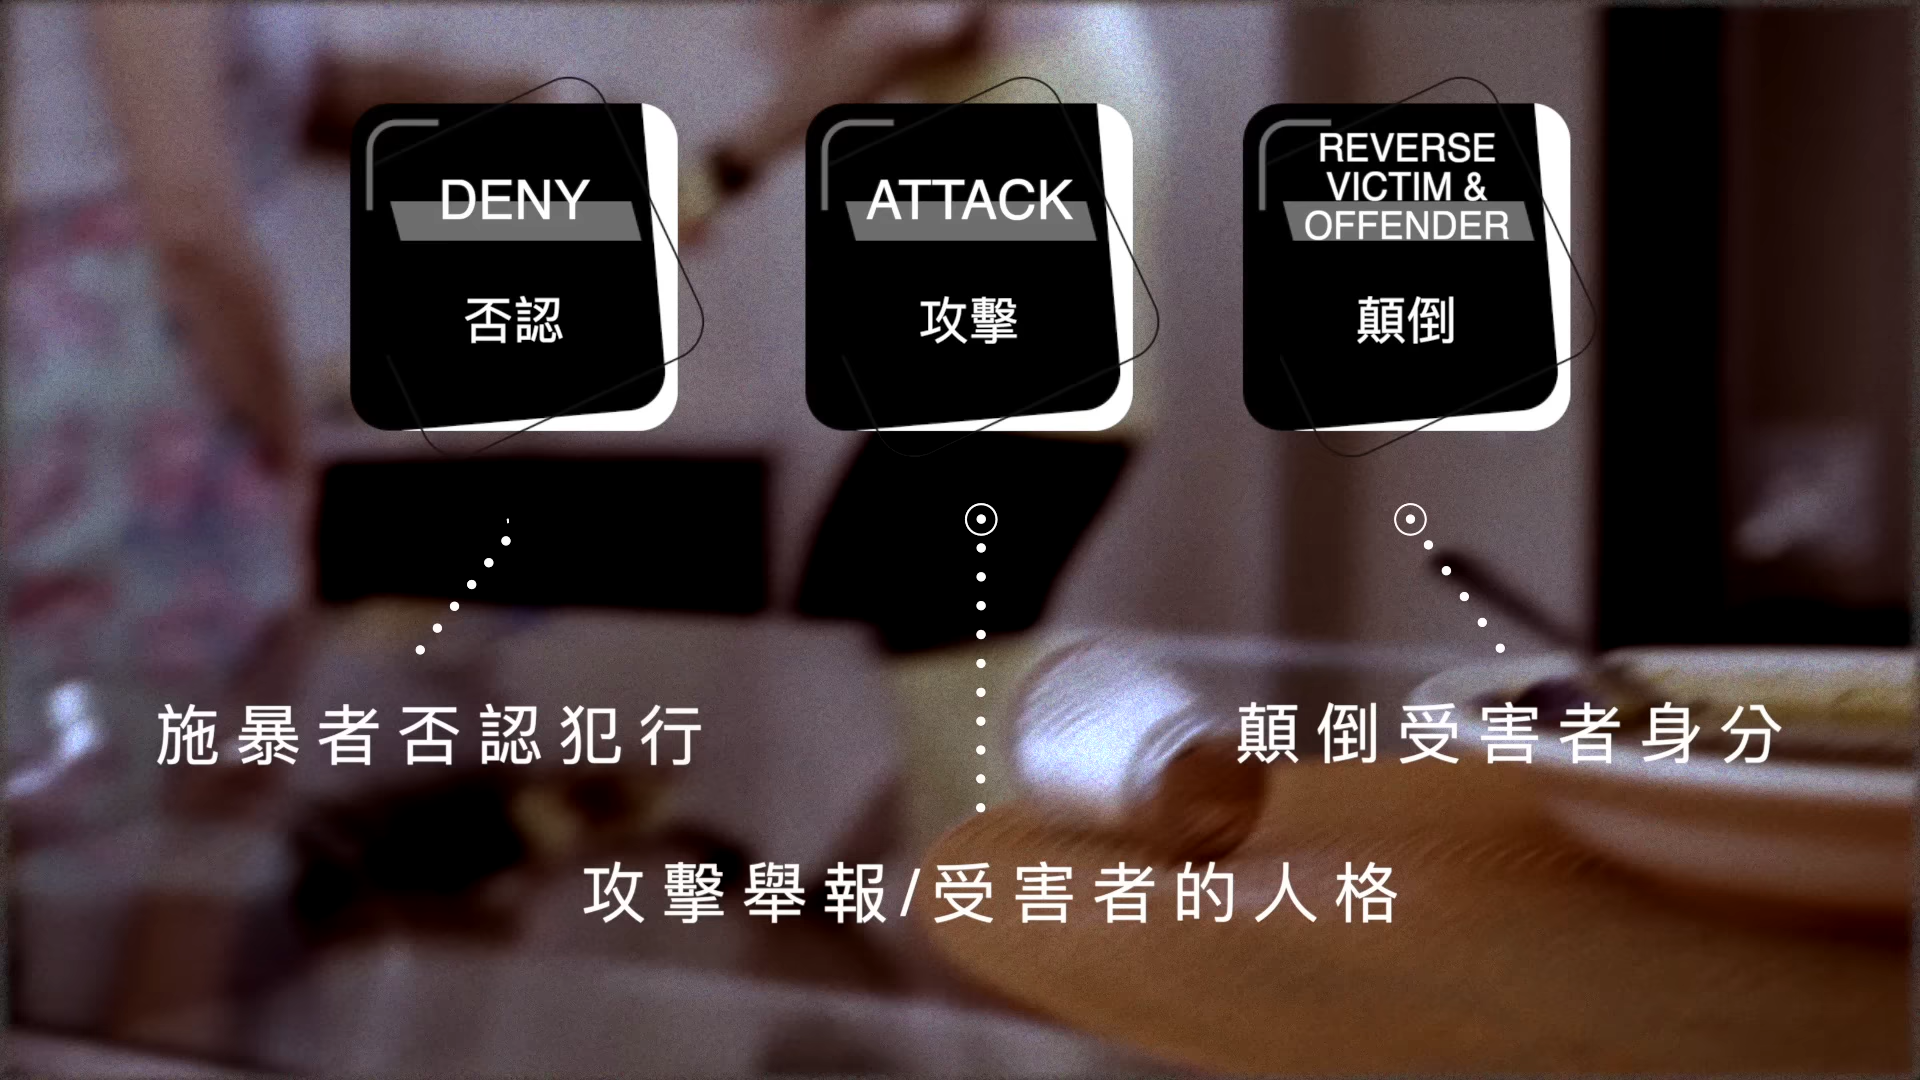 DENY
否認
ATTACK
攻擊
REVERSE
VICTIM &
OFFENDER
顛倒
施暴者否認犯行
顛倒受害者身分
攻擊舉報/受害者的人格